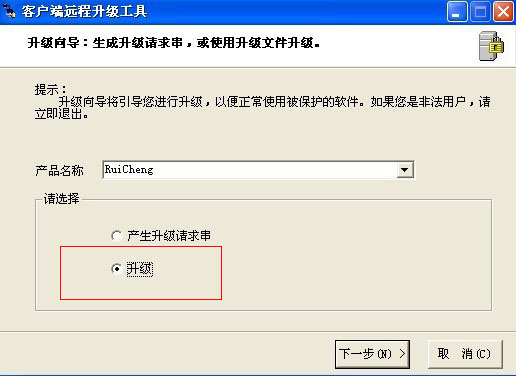 客户端远程升级工具
升级向导：生成升级请求串，或使用升级文件升级。
提示：
升级向导将引导您进行升级，以便正常使用被保护的软件。如果您是非法用户，请
立即退出。
产品名称 RuiCheng
请选择
产生升级请求串
升级
下一步(N) > 取 消(C)